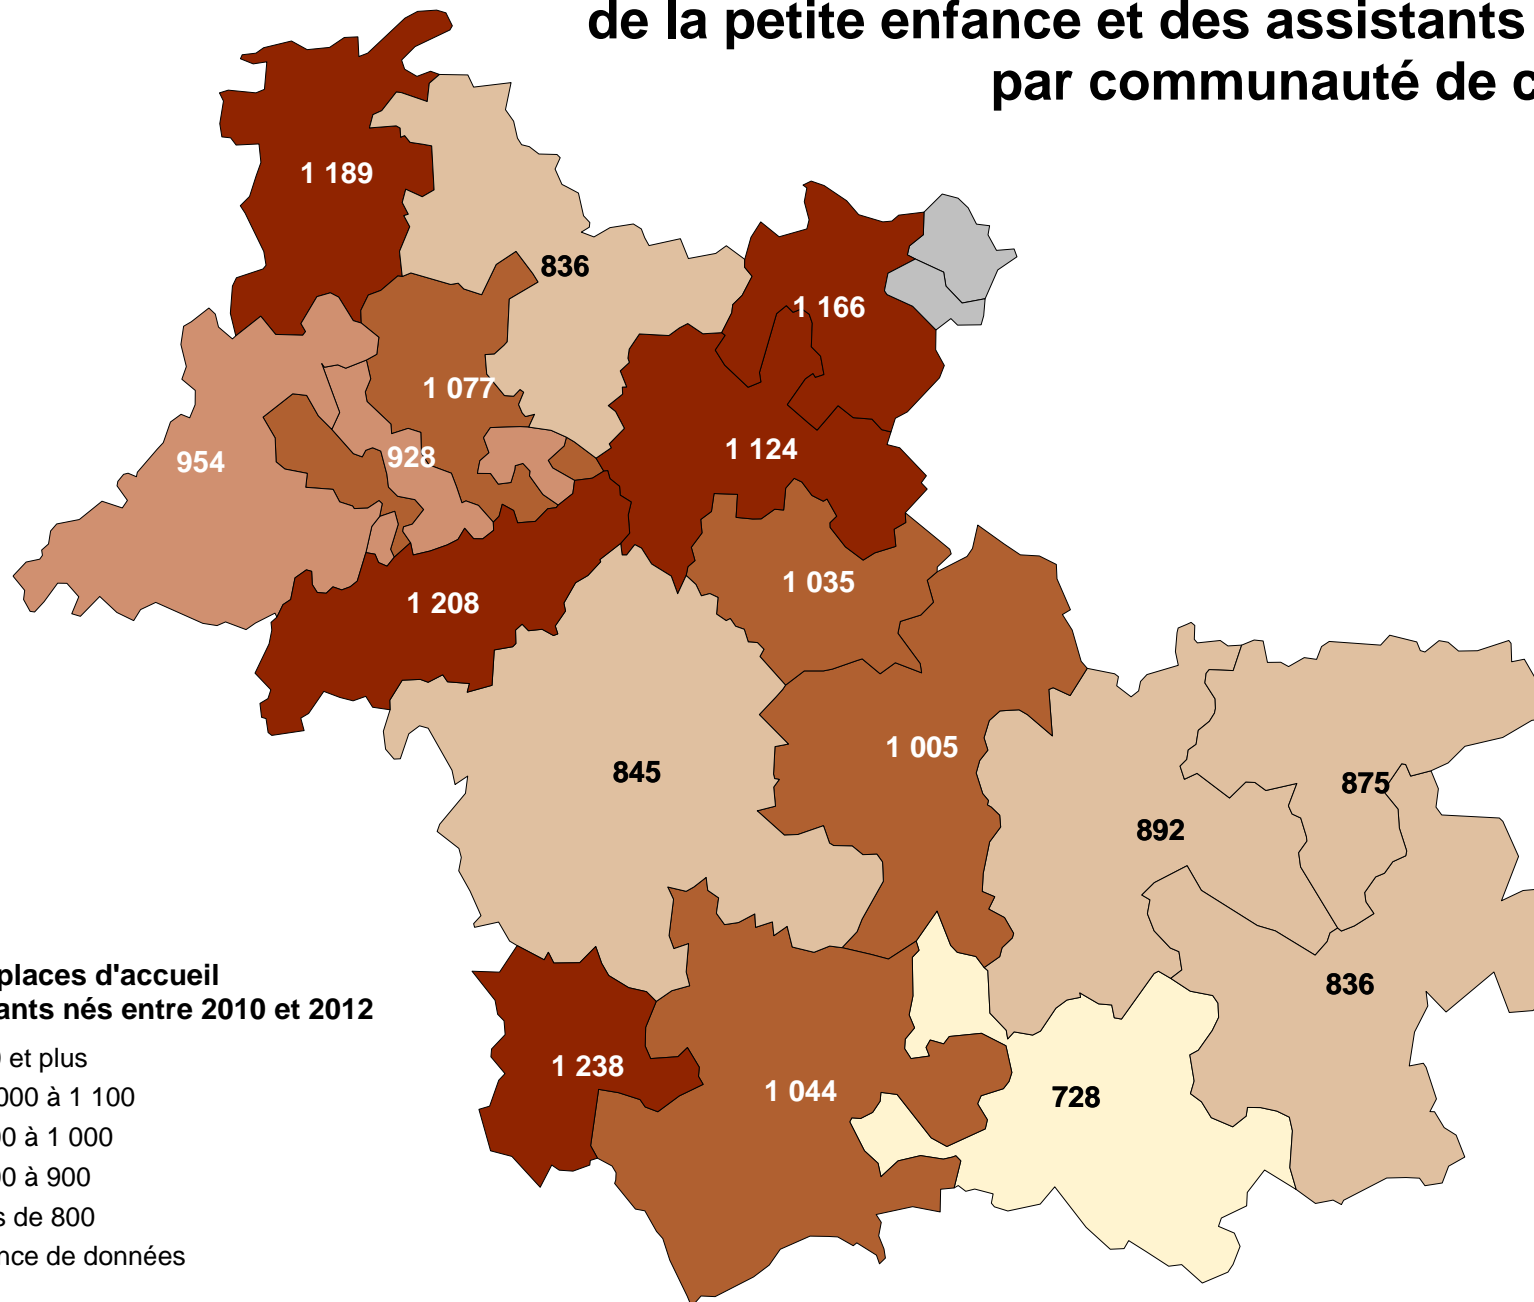 de la petite enfance et des assistants
par communauté de c
1 189
836
1 166
1 077
928
954
1 124
1 208
1 035
1 005
845
875
892
836
1 238
1 044
728
places d'accueil
ants nés entre 2010 et 2012
et plus
000 à 1 100
0 à 1 000
0 à 900
s de 800
nce de données